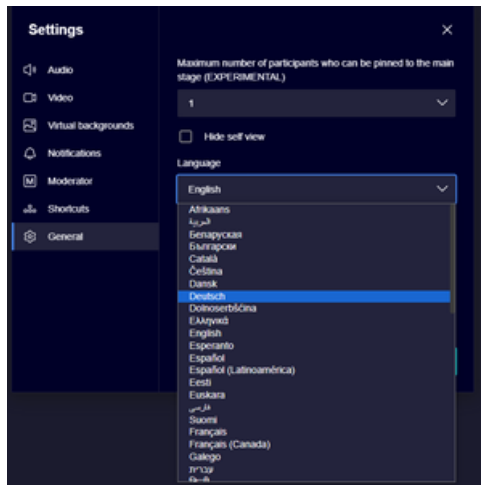 Settings
Audio
Video
Virtual backgrounds
Notifications
M Moderator
Shortcuts
General
Maximum number of participants who can be pinned to the main
stage (EXPERIMENTAL)
1
Hide self view
Language
English
Afrikaans
العربية
Беларуская
Български
Català
Čeština
Dansk
Deutsch
Dolnoserbšćina
Ελληνικά
English
Esperanto
Español
Español (Latinoamérica)
Eesti
Euskara
فارسی
Suomi
Français
Français (Canada)
Galego
עברית